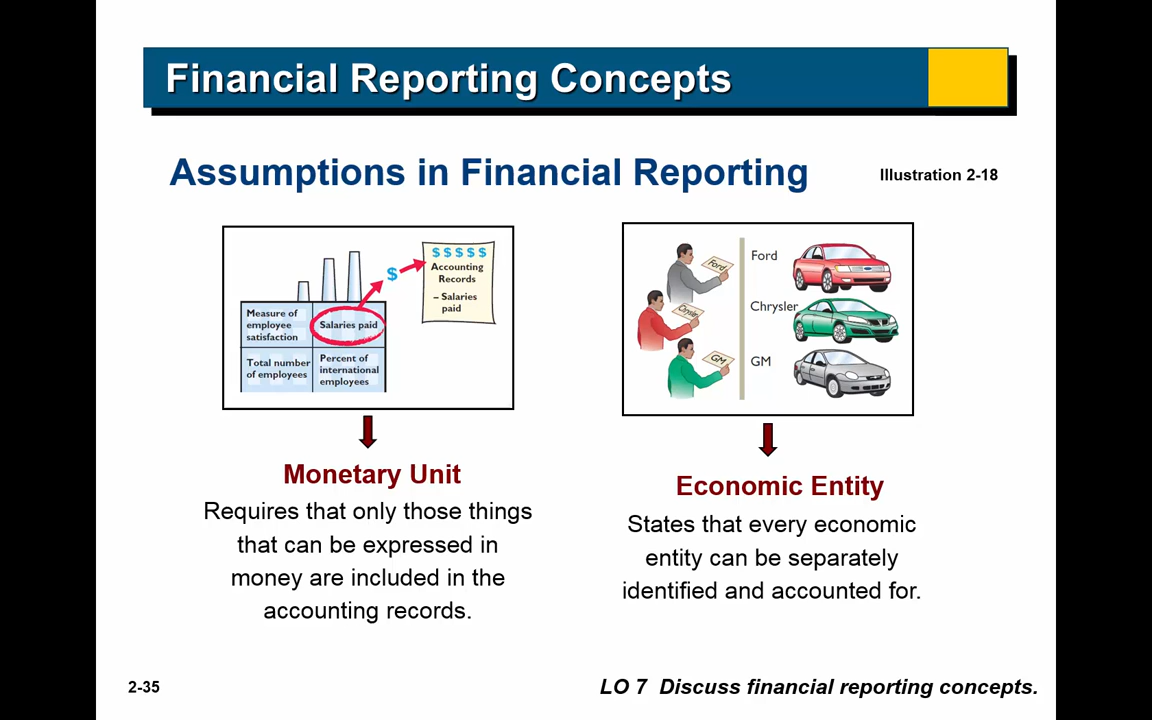 Financial Reporting Concepts
Assumptions in Financial Reporting
Illustration 2-18
$ $ $ $ $
Accounting
Records
– Salaries
paid
$
Measure of
employee
satisfaction
Salaries paid
Total number
of employees
Percent of
international
employees
Ford
Chrysler
GM
Ford
Chrysler
GM
Monetary Unit
Requires that only those things
that can be expressed in
money are included in the
accounting records.
Economic Entity
States that every economic
entity can be separately
identified and accounted for.
2-35
LO 7 Discuss financial reporting concepts.